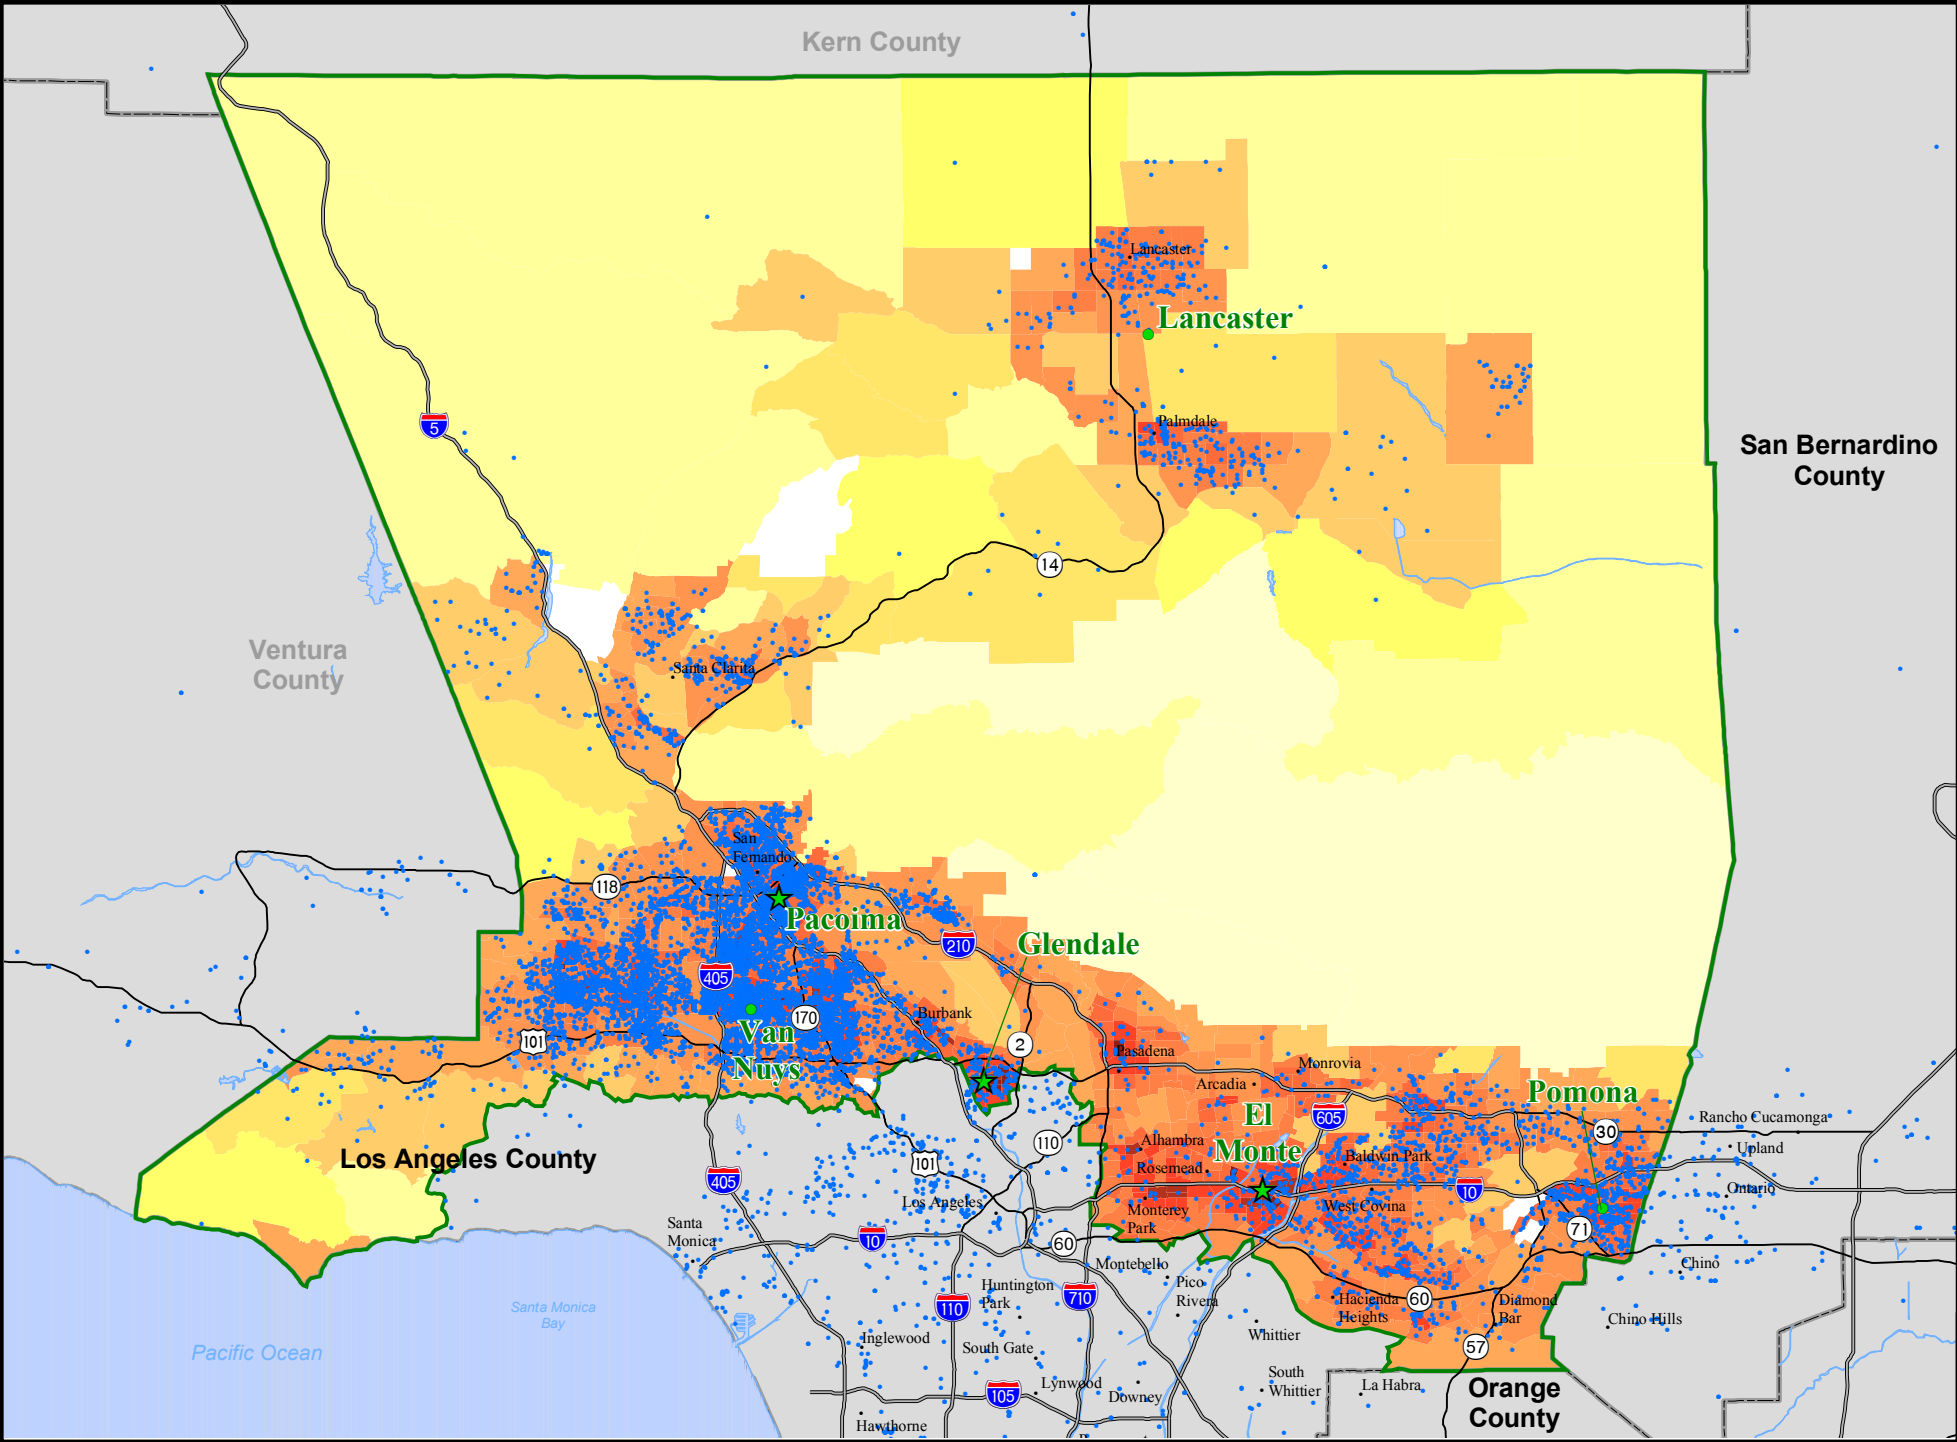 Kern County
Lancaster
Lancaster
5
Palmdale
San Bernardino
County
14
Ventura
County
Santa Clarita
San
Fernando
118
Pacoima
210
Glendale
405
170
Burbank
Van
Nuys
101
2
Pasadena
Monrovia
Arcadia
Pomona
El
Monte
605
30
Rancho Cucamonga
Upland
110
Alhambra
Rosemead
Baldwin Park
101
Los Angeles County
405
10
Ontario
Los Angeles
Monterey
Park
West Covina
71
Santa
Monica
10
60
Montebello
Chino
Pico
Rivera
Huntington
Park
710
110
Hacienda
Heights
60
Diamond
Bar
Chino Hills
Santa Monica
Bay
Inglewood
South Gate
Whittier
57
Pacific Ocean
Lynwood
Downey
South
Whittier
La Habra
Orange
County
105
Hawthorne